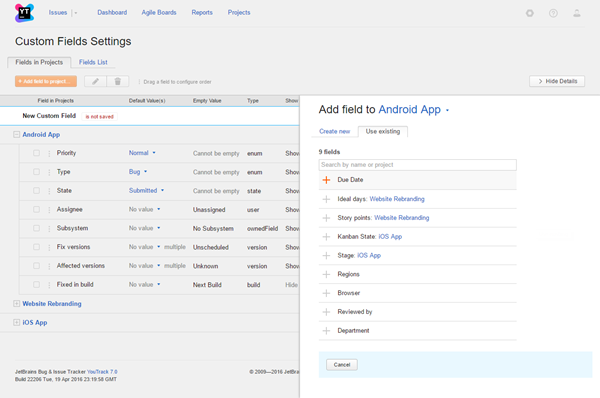 YT
Issues
Dashboard
Agile Boards
Reports
Projects
Custom Fields Settings
Fields in Projects
Fields List
+ Add field to project...
Drag a field to configure order
> Hide Details
Field in Projects Default Value(s) Empty Value Type Show
New Custom Field is not saved
Android App
Priority Normal Cannot be empty enum Show
Type Bug Cannot be empty enum Show
State Submitted Cannot be empty state Show
Assignee No value Unassigned user Show
Subsystem No value No Subsystem ownedField Show
Fix versions No value multiple Unscheduled version Show
Affected versions No value multiple Unknown version Show
Fixed in build No value Next Build build Hide
Website Rebranding
iOS App
JetBrains Bug & Issue Tracker YouTrack 7.0
Build 22206 Tue, 19 Apr 2016 23:19:58 GMT
© 2009—2016 JetBra
Add field to Android App
Create new
Use existing
9 fields
Search by name or project
Due Date
Ideal days: Website Rebranding
Story points: Website Rebranding
Kanban State: iOS App
Stage: iOS App
Regions
Browser
Reviewed by
Department
Cancel